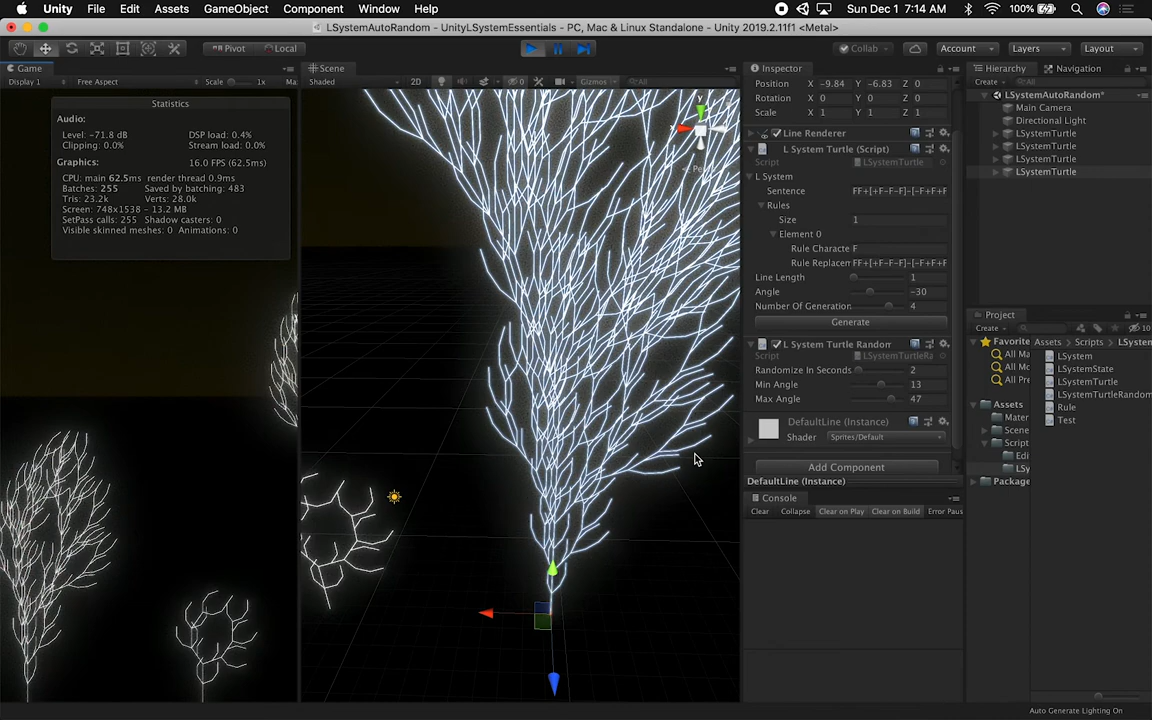 Unity File Edit Assets GameObject Component Window Help 100% Sun Dec 1 7:14 AM
LSystemAutoRandom - UnityLSystemEssentials - PC, Mac & Linux Standalone - Unity 2019.2.11f1 <Metal>
Pivot Local Collab Account Layers Layout
Game
Display 1 Free Aspect Scale 1x Ma
Statistics
Audio:
Level: -71.8 dB DSP load: 0.4%
Clipping: 0.0% Stream load: 0.0%
Graphics: 16.0 FPS (62.5ms)
CPU: main 62.5ms render thread 0.9ms
Batches: 255 Saved by batching: 483
Tris: 23.2k Verts: 28.0k
Screen: 748x1538 - 13.2 MB
SetPass calls: 255 Shadow casters: 0
Visible skinned meshes: 0 Animations: 0
Scene
Shaded 2D 0 Gizmos All
y
x
Inspector
Position X -9.84 Y -6.83 Z 0
Rotation X 0 Y 0 Z 0
Scale X 1 Y 1 Z 1
Line Renderer
L System Turtle (Script)
Script LSystemTurtle
L System
Sentence FF+[+F-F-F]-[-F+F+F
Rules
Size 1
Element 0
Rule Characte F
Rule Replacem FF+[+F-F-F]-[-F+F+F
Line Length 1
Angle -30
Number Of Generation 4
Generate
L System Turtle Random
Script LSystemTurtleRa
Randomize In Seconds 2
Min Angle 13
Max Angle 47
DefaultLine (Instance)
Shader Sprites/Default
Add Component
DefaultLine (Instance)
Console
Clear Collapse Clear on Play Clear on Build Error Paus
Hierarchy Navigation
Create All
LSystemAutoRandom*
Main Camera
Directional Light
LSystemTurtle
LSystemTurtle
LSystemTurtle
LSystemTurtle
Project
Create 10
Favorite
All Ma
All Mo
All Pre
Assets
Mater
Scene
Script
Edi
LSy
Package
Assets Scripts LSystem
LSystem
LSystemState
LSystemTurtle
LSystemTurtleRandom
Rule
Test
Auto Generate Lighting On